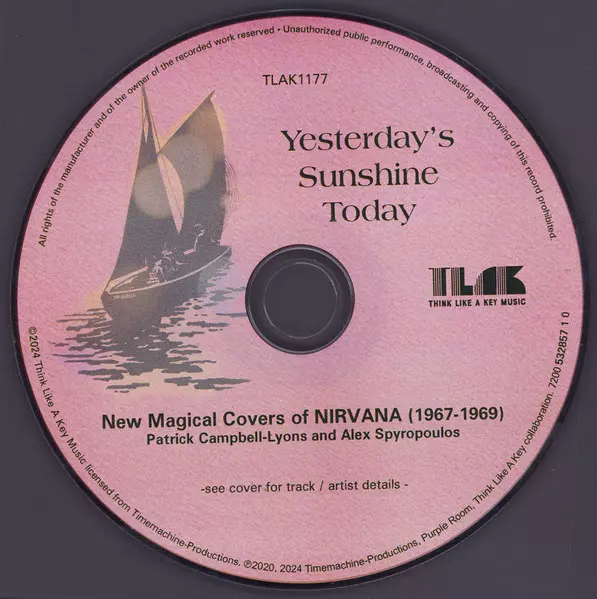 All rights of the manufacturer and of the owner of the recorded work reserved • Unauthorized public performance, broadcasting and copying of this record prohibited.
TLAK1177
Yesterday's
Sunshine
Today
TLAK
THINK LIKE A KEY MUSIC
New Magical Covers of NIRVANA (1967-1969)
Patrick Campbell-Lyons and Alex Spyropoulos
-see cover for track / artist details -
©2024 Think Like A Key Music licensed from Timemachine-Productions. ℗2020, 2024 Timemachine-Productions, Purple Room, Think Like A Key collaboration. 7200 532857 1 0